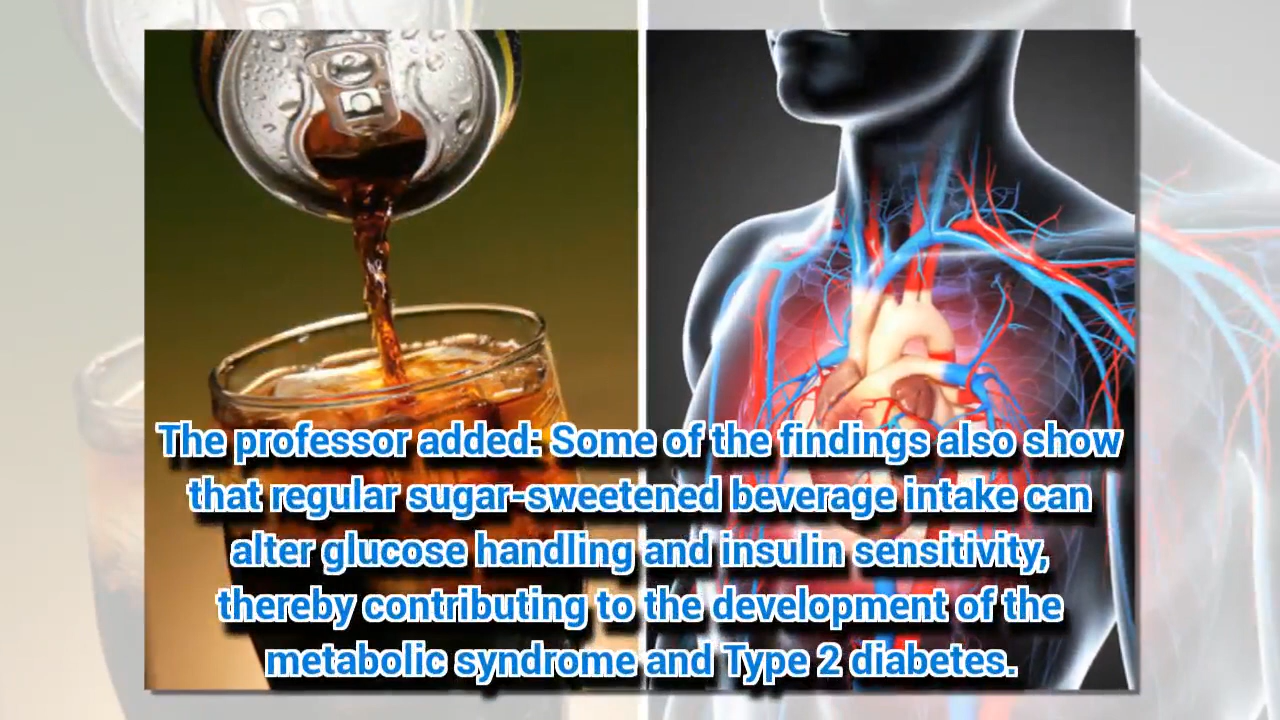 The professor added: Some of the findings also show
that regular sugar-sweetened beverage intake can
alter glucose handling and insulin sensitivity,
thereby contributing to the development of the
metabolic syndrome and Type 2 diabetes.